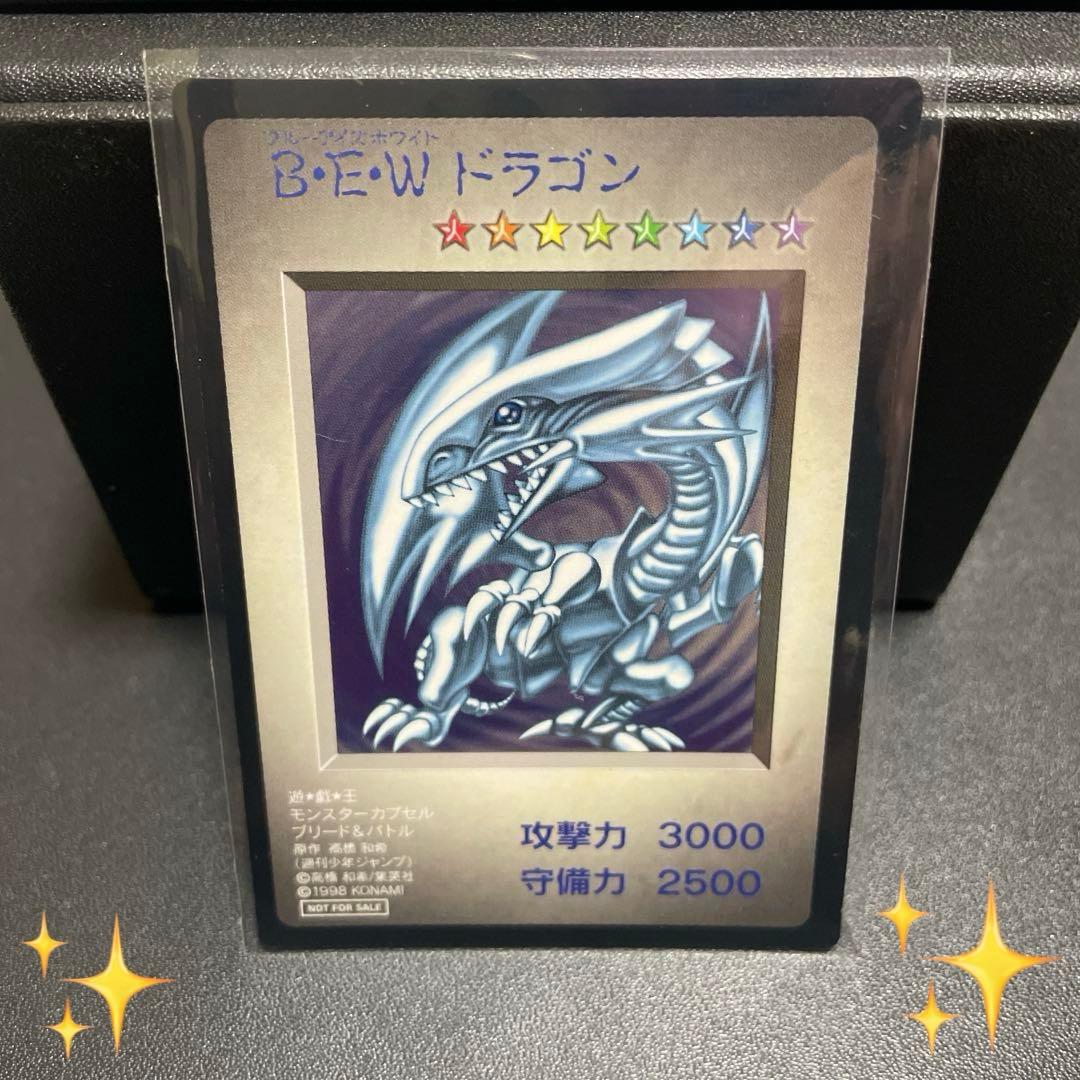 ブルーアイズホワイト
B・E・W ドラゴン
遊★戯★王
モンスターカプセル
ブリード&バトル
原作 高橋 和希
(週刊少年ジャンプ)
©高橋 和希/集英社
©1998 KONAMI
NOT FOR SALE
攻撃力 3000
守備力 2500